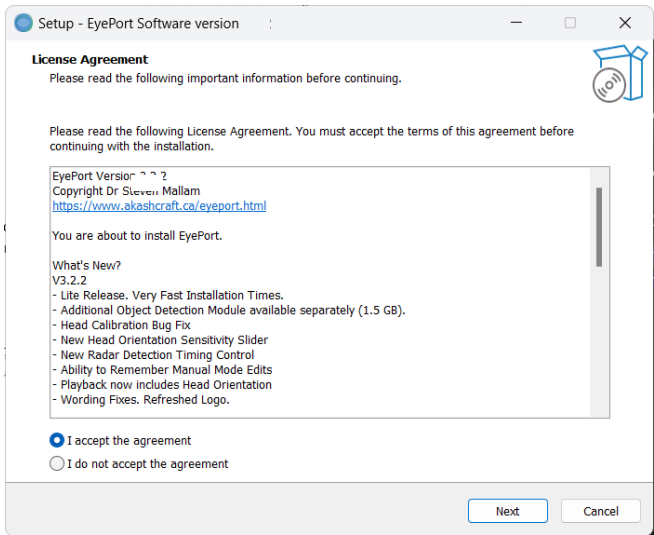 Setup - EyePort Software version
License Agreement
Please read the following important information before continuing.
Please read the following License Agreement. You must accept the terms of this agreement before
continuing with the installation.
EyePort Version
Copyright Dr Steven Mallam
https://www.akashcraft.ca/eyeport.html
You are about to install EyePort.
What's New?
V3.2.2
- Lite Release. Very Fast Installation Times.
- Additional Object Detection Module available separately (1.5 GB).
- Head Calibration Bug Fix
- New Head Orientation Sensitivity Slider
- New Radar Detection Timing Control
- Ability to Remember Manual Mode Edits
- Playback now includes Head Orientation
- Wording Fixes. Refreshed Logo.
I accept the agreement
I do not accept the agreement
Next
Cancel